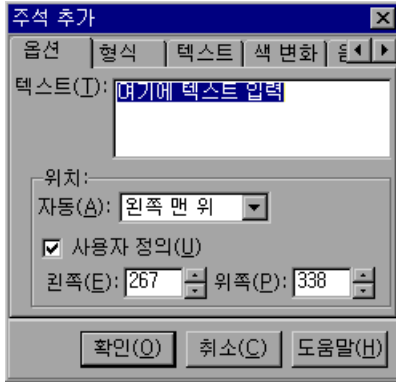 주석 추가
옵션 형식 텍스트 색 변화
텍스트(T): 여기에 텍스트 입력
위치:
자동(A): 왼쪽 맨 위
사용자 정의(U)
왼쪽(E): 267 위쪽(P): 338
확인(O) 취소(C) 도움말(H)